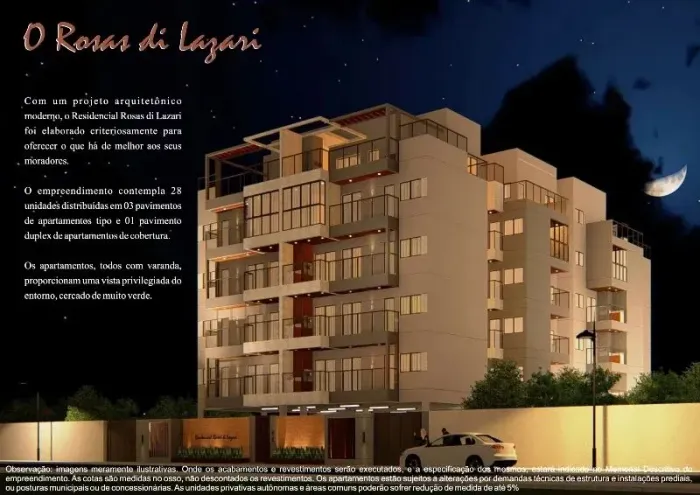 O Rosas di Lazari
Com um projeto arquitetônico
moderno, o Residencial Rosas di Lazari
foi elaborado criteriosamente para
oferecer o que há de melhor aos seus
moradores.
O empreendimento contempla 28
unidades distribuídas em 03 pavimentos
de apartamentos tipo e 01 pavimento
duplex de apartamentos de cobertura.
Os apartamentos, todos com varanda,
proporcionam uma vista privilegiada do
entorno, cercado de muito verde.
Residencial Rosas di Lazari
Observação: imagens meramente ilustrativas. Onde os acabamentos e revestimentos serão executados, e a especificação dos mesmos, estará indicado no Memorial Descritivo do
empreendimento. As cotas são medidas no osso, não descontados os revestimentos. Os apartamentos estão sujeitos a alterações por demandas técnicas de estrutura e instalações prediais,
ou posturas municipais ou de concessionárias. As unidades privativas autônomas e áreas comuns poderão sofrer redução de medida de até 5%.